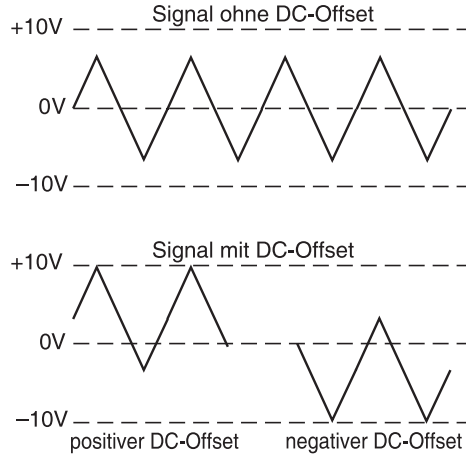 Signal ohne DC-Offset
+10V
0V
–10V
Signal mit DC-Offset
+10V
0V
–10V
positiver DC-Offset negativer DC-Offset